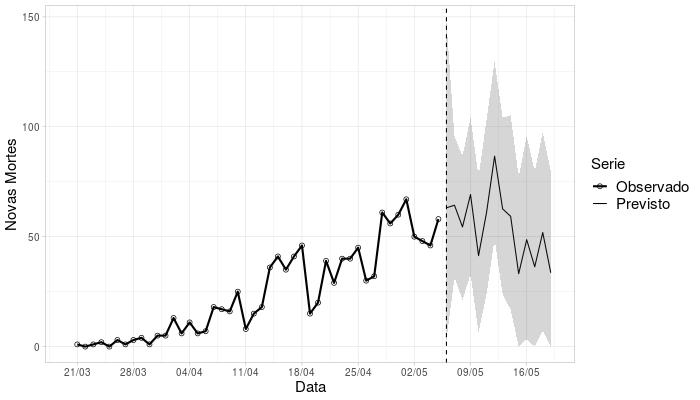 150
100
50
0
Novas Mortes
21/03 28/03 04/04 11/04 18/04 25/04 02/05 09/05 16/05
Data
Serie
Observado
Previsto